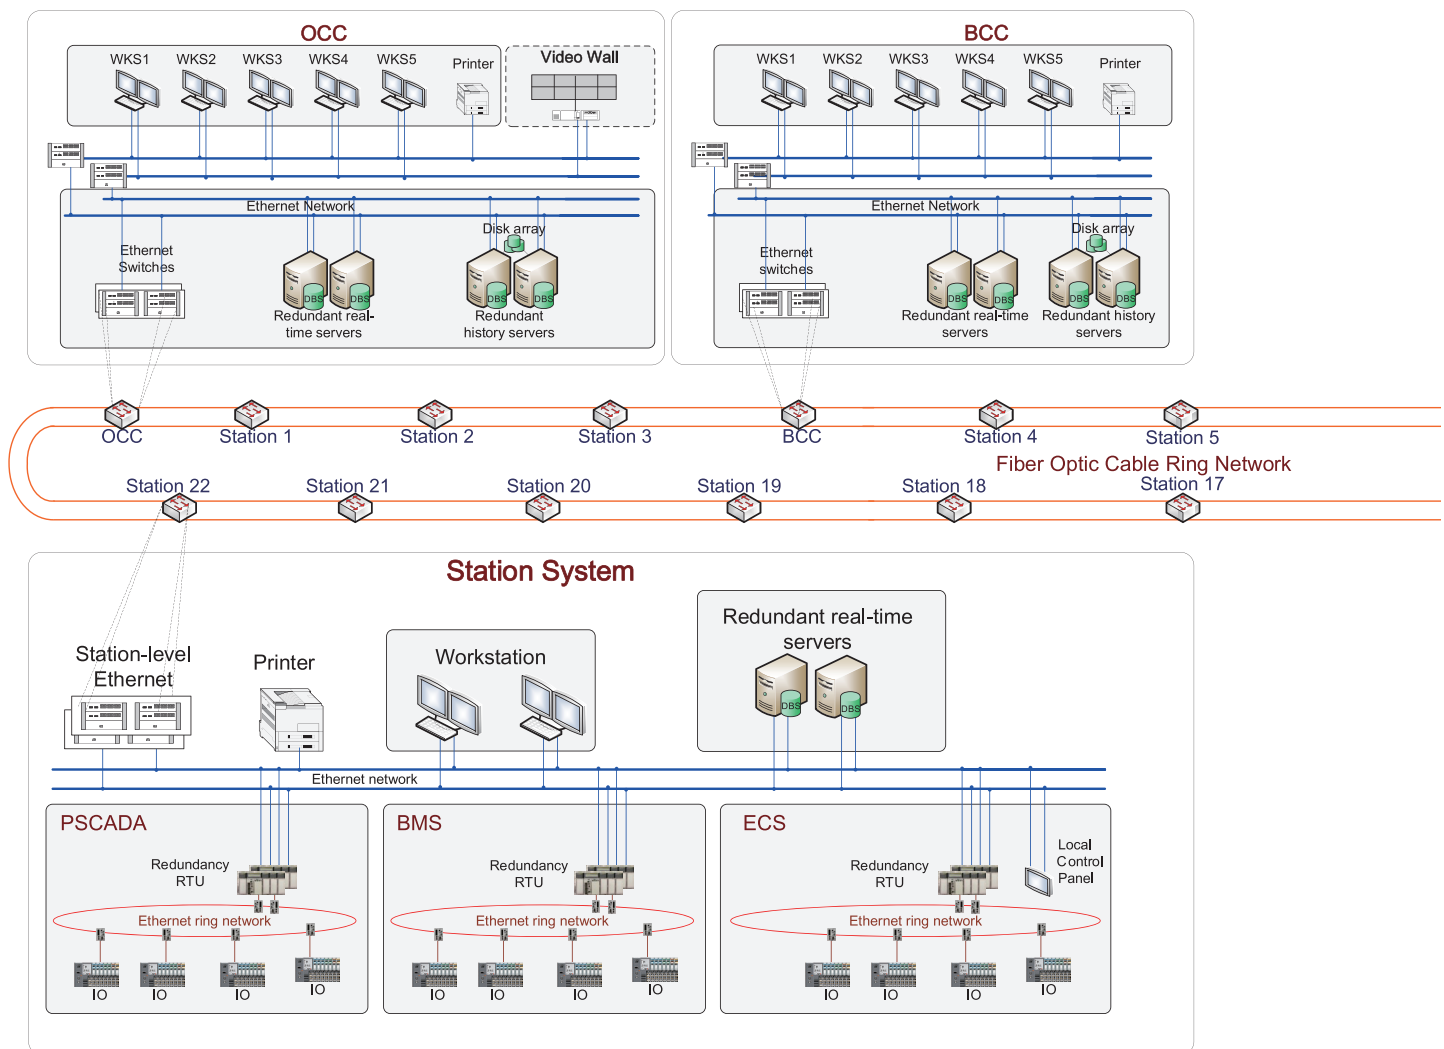 OCC
WKS1 WKS2 WKS3 WKS4 WKS5 Printer
Video Wall
Ethernet Network
Ethernet
Switches
Disk array
DBS DBS DBS DBS
Redundant real-
time servers
Redundant
history servers
BCC
WKS1 WKS2 WKS3 WKS4 WKS5 Printer
Ethernet Network
Ethernet
switches
Disk array
DBS DBS DBS DBS
Redundant real-time
servers
Redundant history
servers
OCC Station 1 Station 2 Station 3 BCC Station 4 Station 5
Fiber Optic Cable Ring Network
Station 22 Station 21 Station 20 Station 19 Station 18 Station 17
Station System
Station-level
Ethernet
Printer
Workstation
Redundant real-time
servers
DBS DBS
Ethernet network
PSCADA
Redundancy
RTU
Ethernet ring network
IO IO IO IO
BMS
Redundancy
RTU
Ethernet ring network
IO IO IO IO
ECS
Redundancy
RTU
Local
Control
Panel
Ethernet ring network
IO IO IO IO